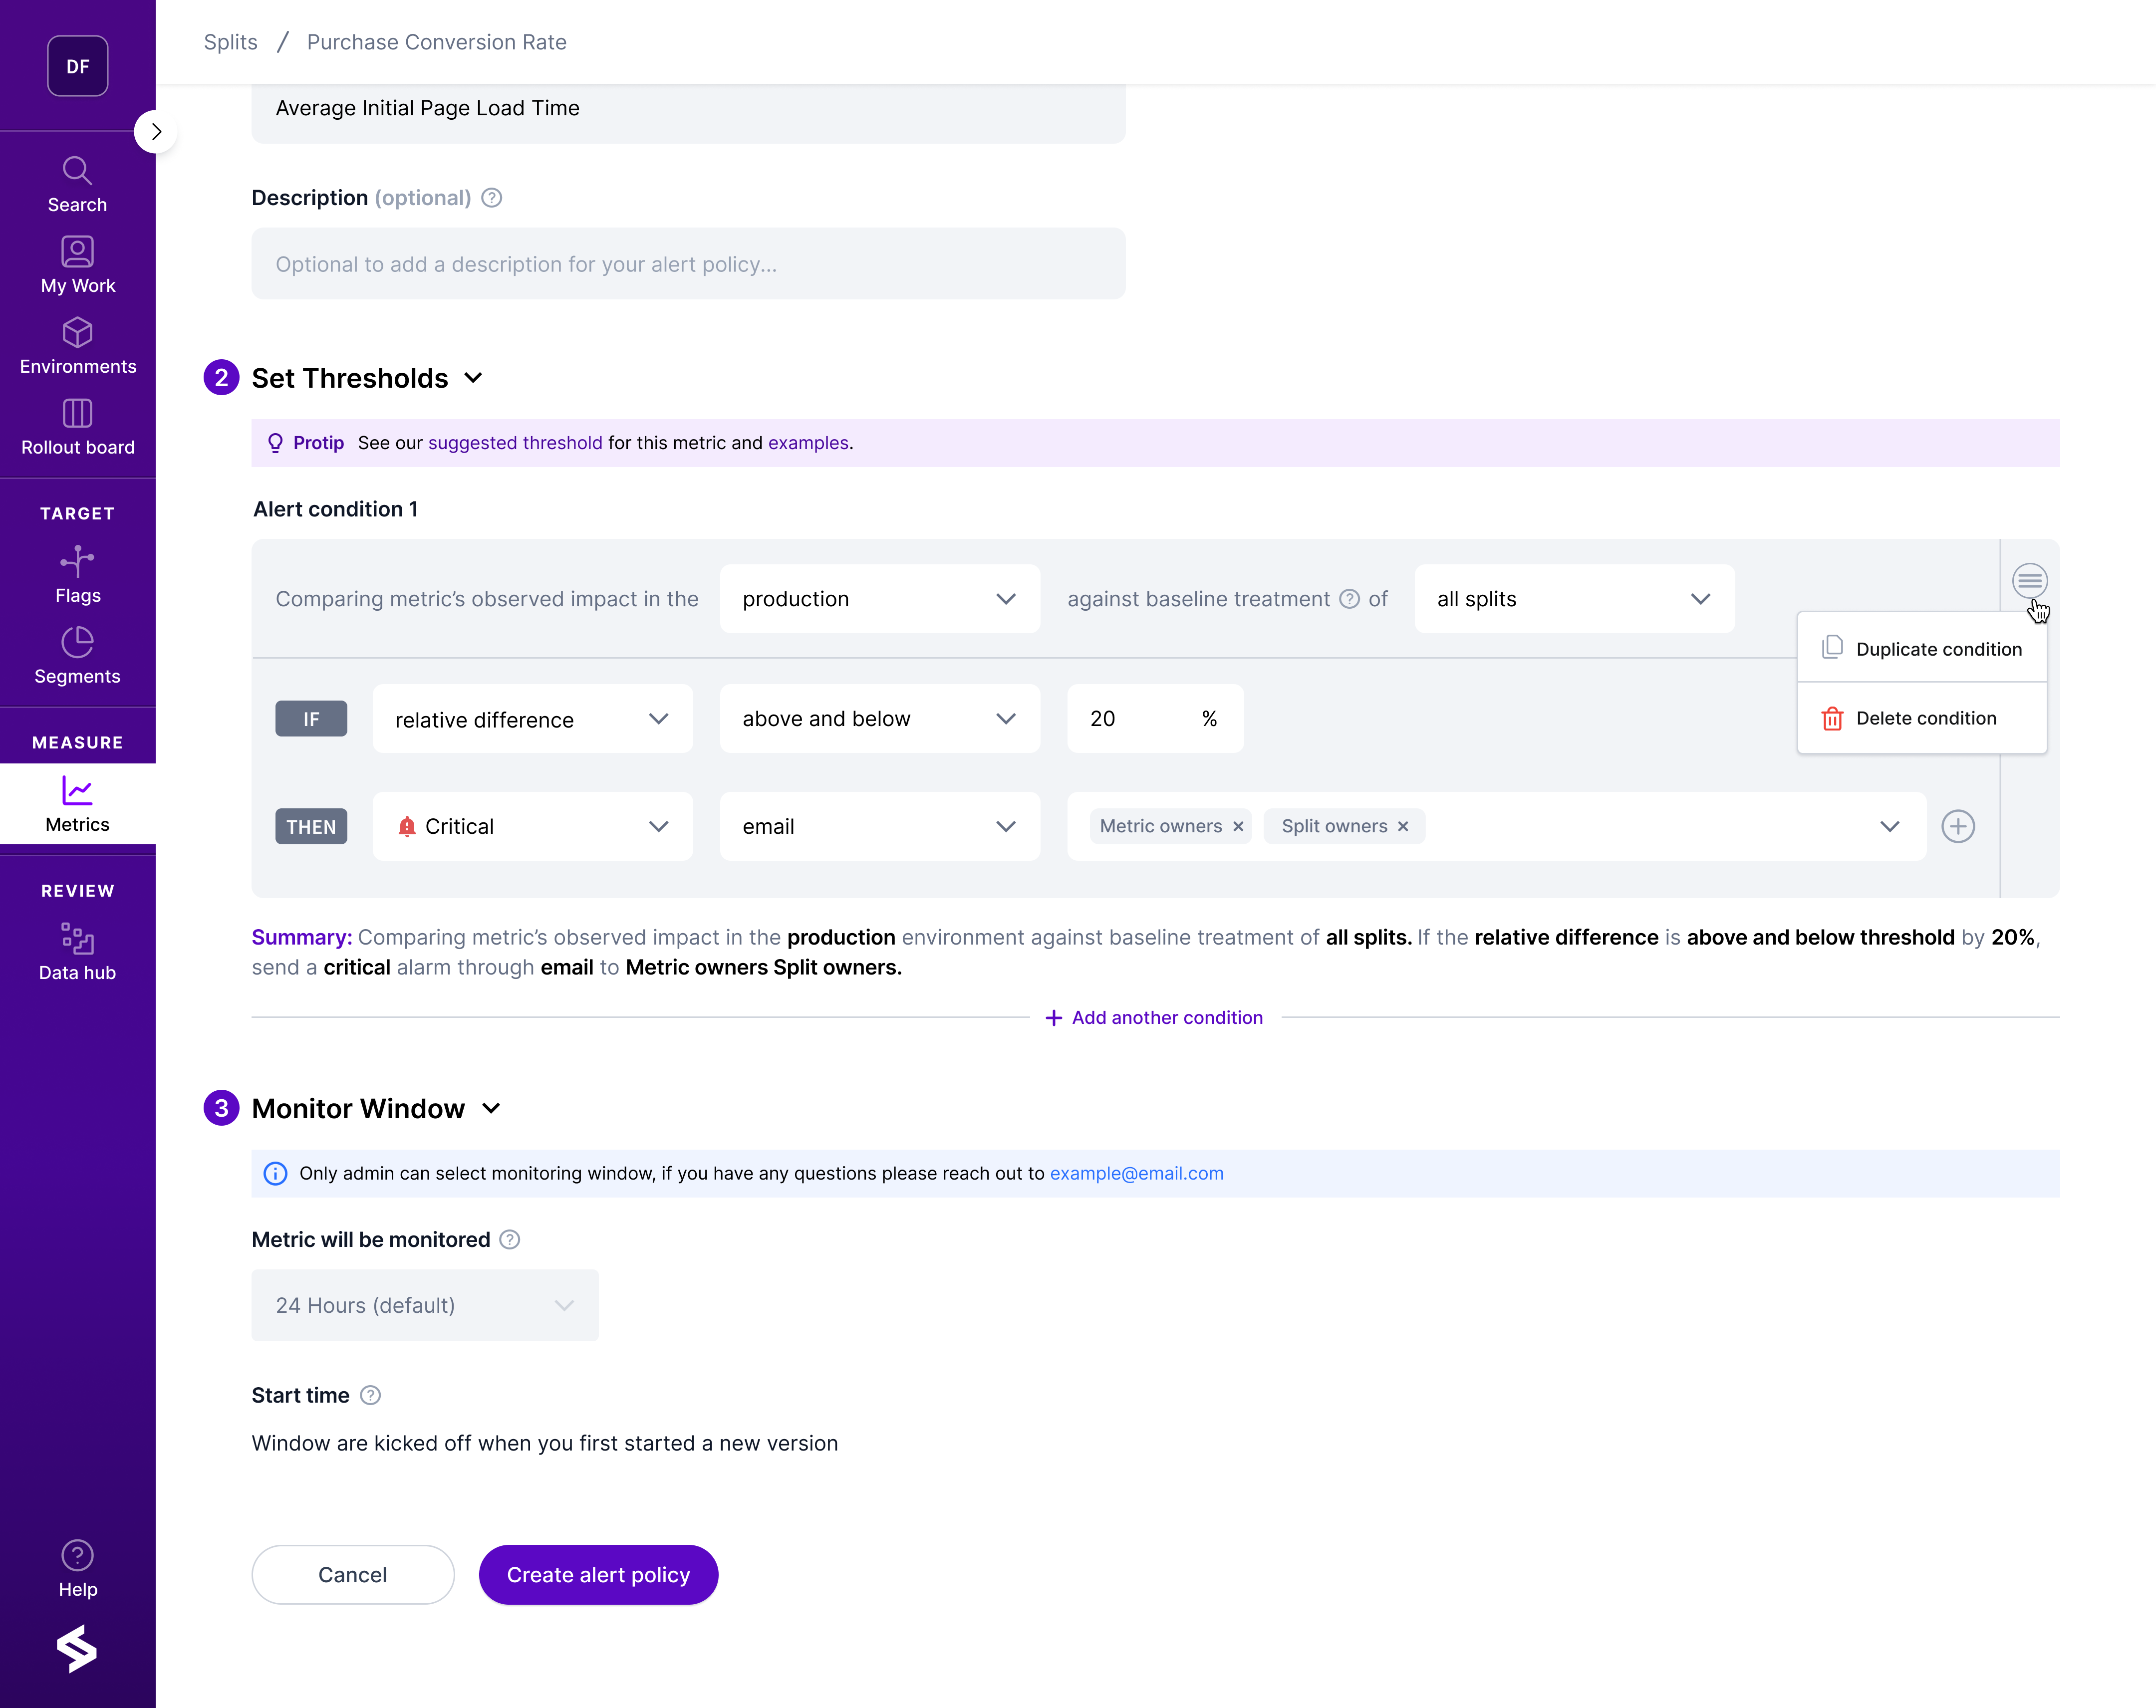 DF
Search
My Work
Environments
Rollout board
TARGET
Flags
Segments
MEASURE
Metrics
REVIEW
Data hub
Help
Splits / Purchase Conversion Rate
Average Initial Page Load Time
Description (optional) ?
Optional to add a description for your alert policy...
2 Set Thresholds
Protip See our suggested threshold for this metric and examples.
Alert condition 1
Comparing metric’s observed impact in the production against baseline treatment ? of all splits
Duplicate condition
Delete condition
IF relative difference above and below 20 %
THEN Critical email Metric owners × Split owners ×
Summary: Comparing metric’s observed impact in the production environment against baseline treatment of all splits. If the relative difference is above and below threshold by 20%,
send a critical alarm through email to Metric owners Split owners.
+ Add another condition
3 Monitor Window
Only admin can select monitoring window, if you have any questions please reach out to example@email.com
Metric will be monitored ?
24 Hours (default)
Start time ?
Window are kicked off when you first started a new version
Cancel Create alert policy